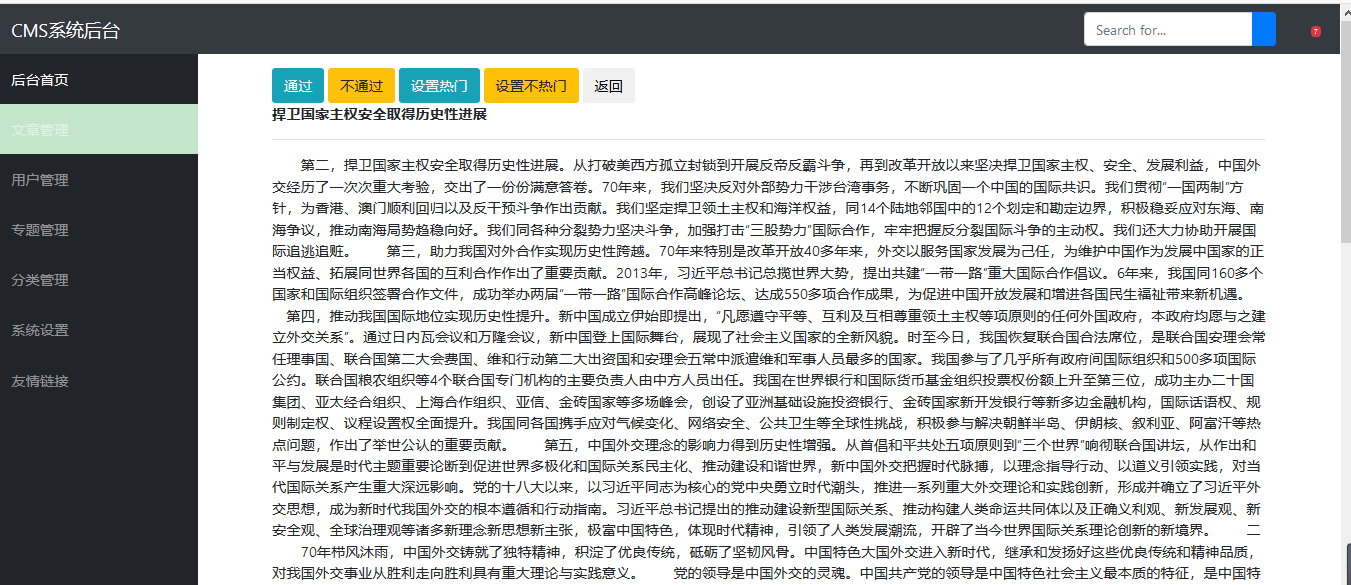 CMS系统后台
Search for...
7
后台首页
文章管理
用户管理
专题管理
分类管理
系统设置
友情链接
通过 不通过 设置热门 设置不热门 返回
捍卫国家主权安全取得历史性进展
第二，捍卫国家主权安全取得历史性进展。从打破美西方孤立封锁到开展反帝反霸斗争，再到改革开放以来坚决捍卫国家主权、安全、发展利益，中国外
交经历了一次次重大考验，交出了一份份满意答卷。70年来，我们坚决反对外部势力干涉台湾事务，不断巩固一个中国的国际共识。我们贯彻“一国两制”方
针，为香港、澳门顺利回归以及反干预斗争作出贡献。我们坚定捍卫领土主权和海洋权益，同14个陆地邻国中的12个划定和勘定边界，积极稳妥应对东海、南
海争议，推动南海局势趋稳向好。我们同各种分裂势力坚决斗争，加强打击“三股势力”国际合作，牢牢把握反分裂国际斗争的主动权。我们还大力协助开展国
际追逃追赃。 第三，助力我国对外合作实现历史性跨越。70年来特别是改革开放40多年来，外交以服务国家发展为己任，为维护中国作为发展中国家的正
当权益、拓展同世界各国的互利合作作出了重要贡献。2013年，习近平总书记总揽世界大势，提出共建“一带一路”重大国际合作倡议。6年来，我国同160多个
国家和国际组织签署合作文件，成功举办两届“一带一路”国际合作高峰论坛、达成550多项合作成果，为促进中国开放发展和增进各国民生福祉带来新机遇。
第四，推动我国国际地位实现历史性提升。新中国成立伊始即提出，“凡愿遵守平等、互利及互相尊重领土主权等项原则的任何外国政府，本政府均愿与之建
立外交关系”。通过日内瓦会议和万隆会议，新中国登上国际舞台，展现了社会主义国家的全新风貌。时至今日，我国恢复联合国合法席位，是联合国安理会常
任理事国、联合国第二大会费国、维和行动第二大出资国和安理会五常中派遣维和军事人员最多的国家。我国参与了几乎所有政府间国际组织和500多项国际
公约。联合国粮农组织等4个联合国专门机构的主要负责人由中方人员出任。我国在世界银行和国际货币基金组织投票权份额上升至第三位，成功主办二十国
集团、亚太经合组织、上海合作组织、亚信、金砖国家等多场峰会，创设了亚洲基础设施投资银行、金砖国家新开发银行等新多边金融机构，国际话语权、规
则制定权、议程设置权全面提升。我国同各国携手应对气候变化、网络安全、公共卫生等全球性挑战，积极参与解决朝鲜半岛、伊朗核、叙利亚、阿富汗等热
点问题，作出了举世公认的重要贡献。 第五，中国外交理念的影响力得到历史性增强。从首倡和平共处五项原则到“三个世界”响彻联合国讲坛，从作出和
平与发展是时代主题重要论断到促进世界多极化和国际关系民主化、推动建设和谐世界，新中国外交把握时代脉搏，以理念指导行动、以道义引领实践，对当
代国际关系产生重大深远影响。党的十八大以来，以习近平同志为核心的党中央勇立时代潮头，推进一系列重大外交理论和实践创新，形成并确立了习近平外
交思想，成为新时代我国外交的根本遵循和行动指南。习近平总书记提出的推动建设新型国际关系、推动构建人类命运共同体以及正确义利观、新发展观、新
安全观、全球治理观等诸多新理念新思想新主张，极富中国特色，体现时代精神，引领了人类发展潮流，开辟了当今世界国际关系理论创新的新境界。 二
70年栉风沐雨，中国外交铸就了独特精神，积淀了优良传统，砥砺了坚韧风骨。中国特色大国外交进入新时代，继承和发扬好这些优良传统和精神品质，
对我国外交事业从胜利走向胜利具有重大理论与实践意义。 党的领导是中国外交的灵魂。中国共产党的领导是中国特色社会主义最本质的特征，是中国特